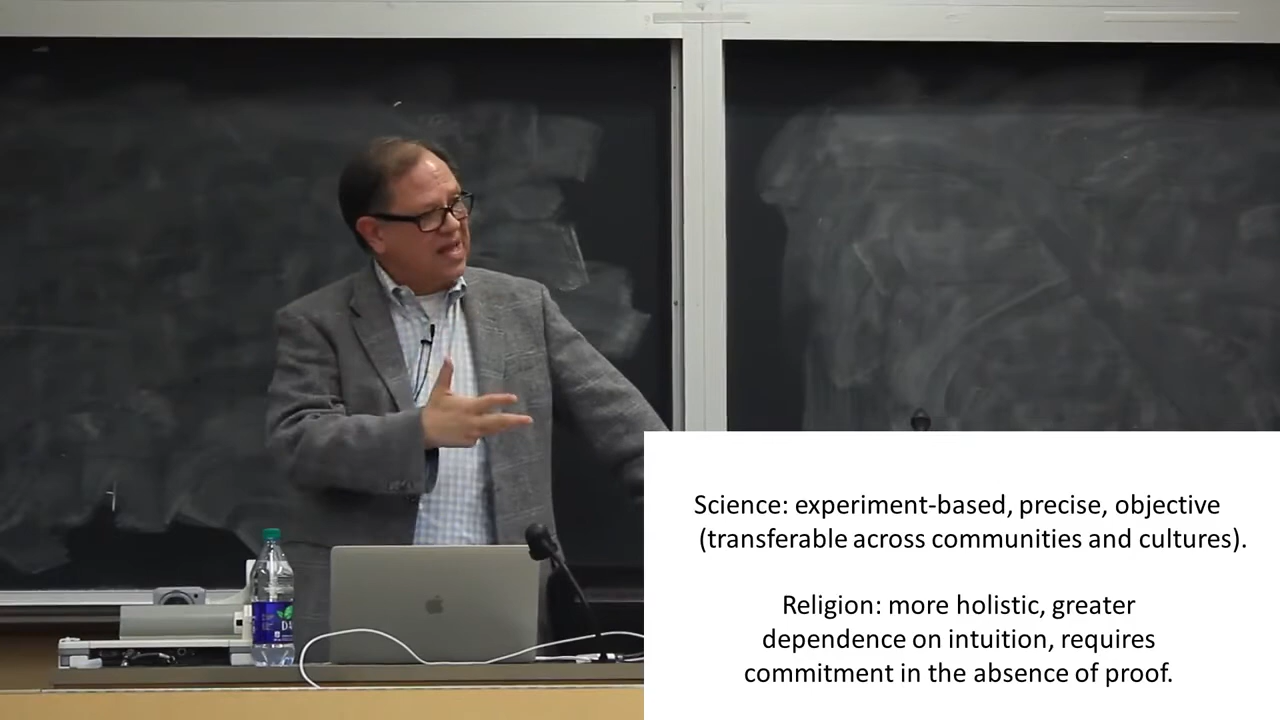 Science: experiment-based, precise, objective
(transferable across communities and cultures).
Religion: more holistic, greater
dependence on intuition, requires
commitment in the absence of proof.